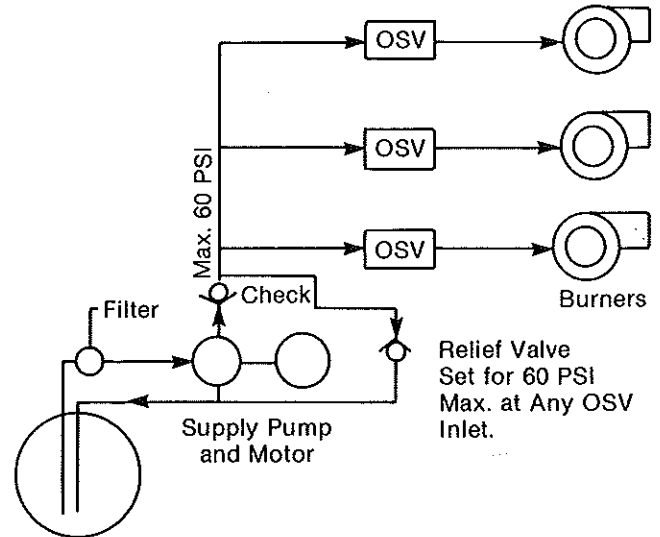 OSV
OSV
Max. 60 PSI
OSV
Burners
Check
Filter
Relief Valve
Set for 60 PSI
Max. at Any OSV
Inlet.
Supply Pump
and Motor